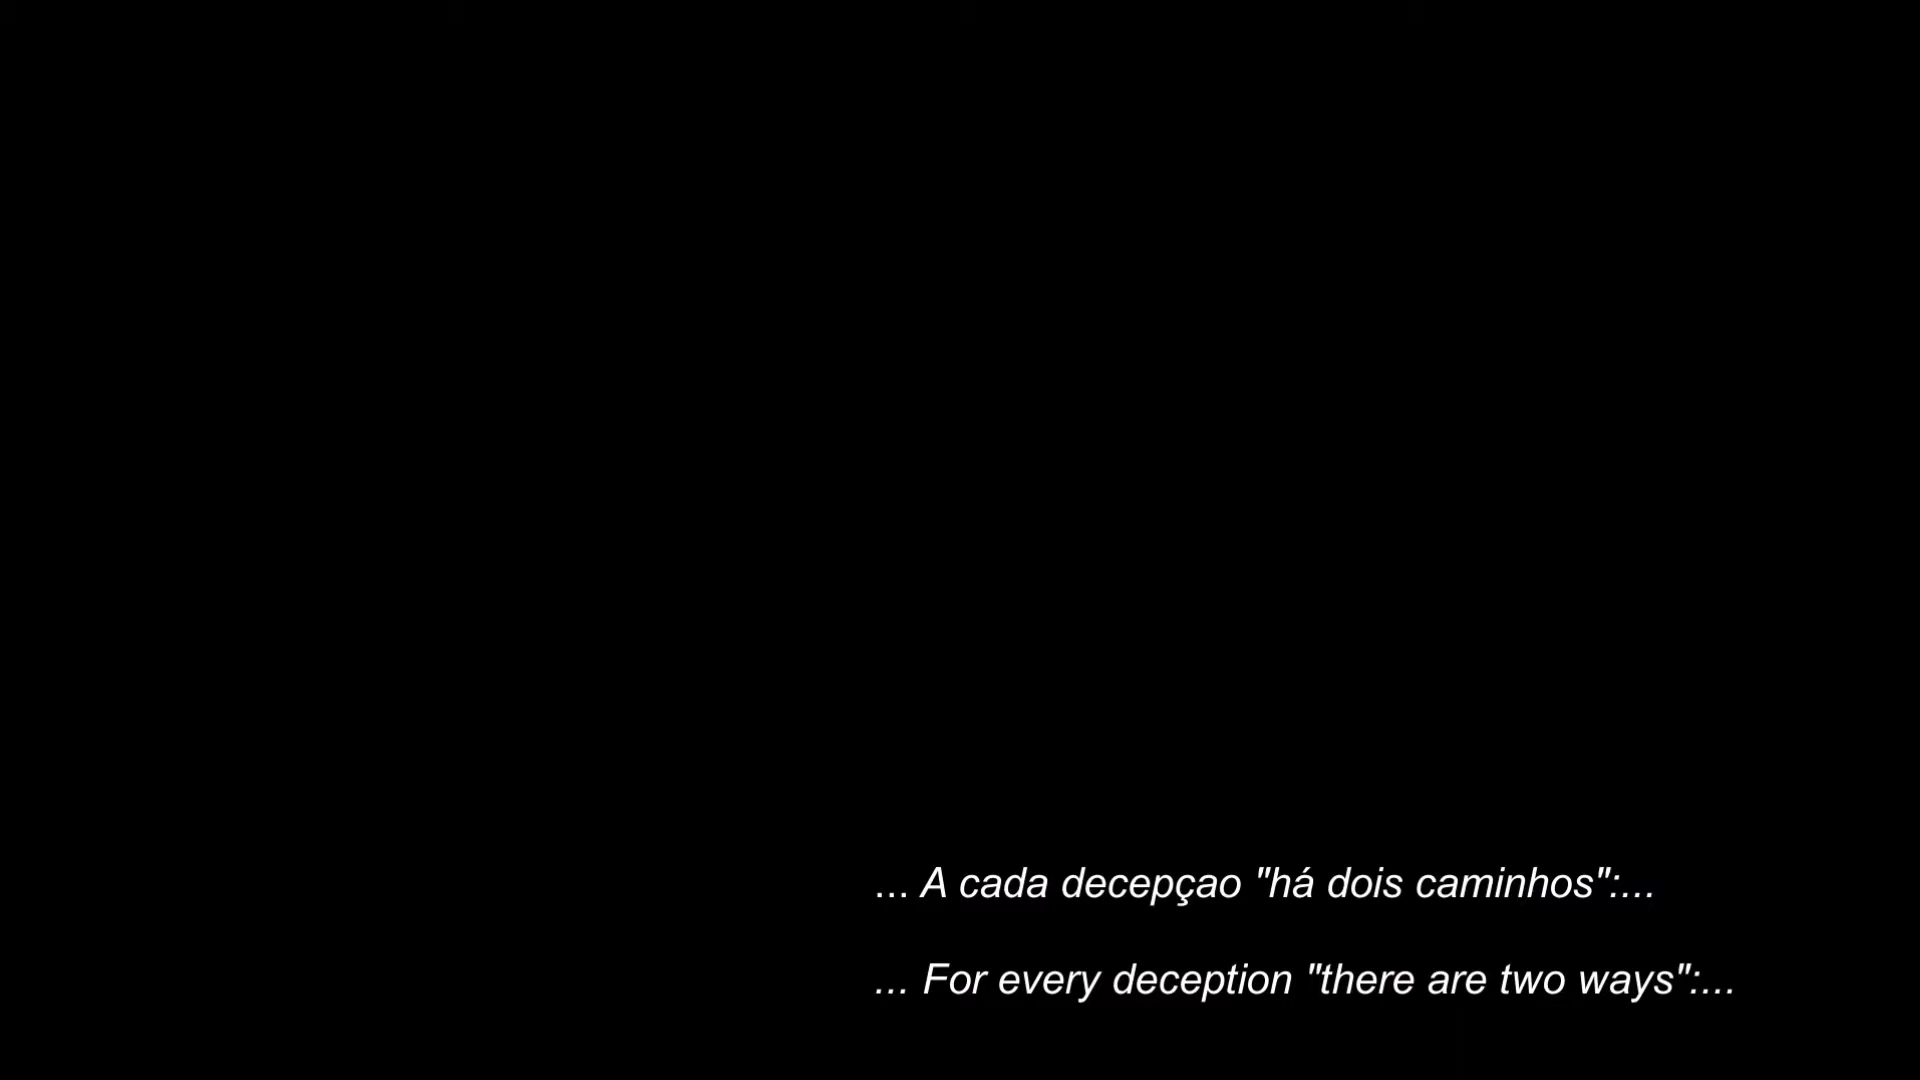 ... A cada decepçao "há dois caminhos":...
... For every deception "there are two ways":...